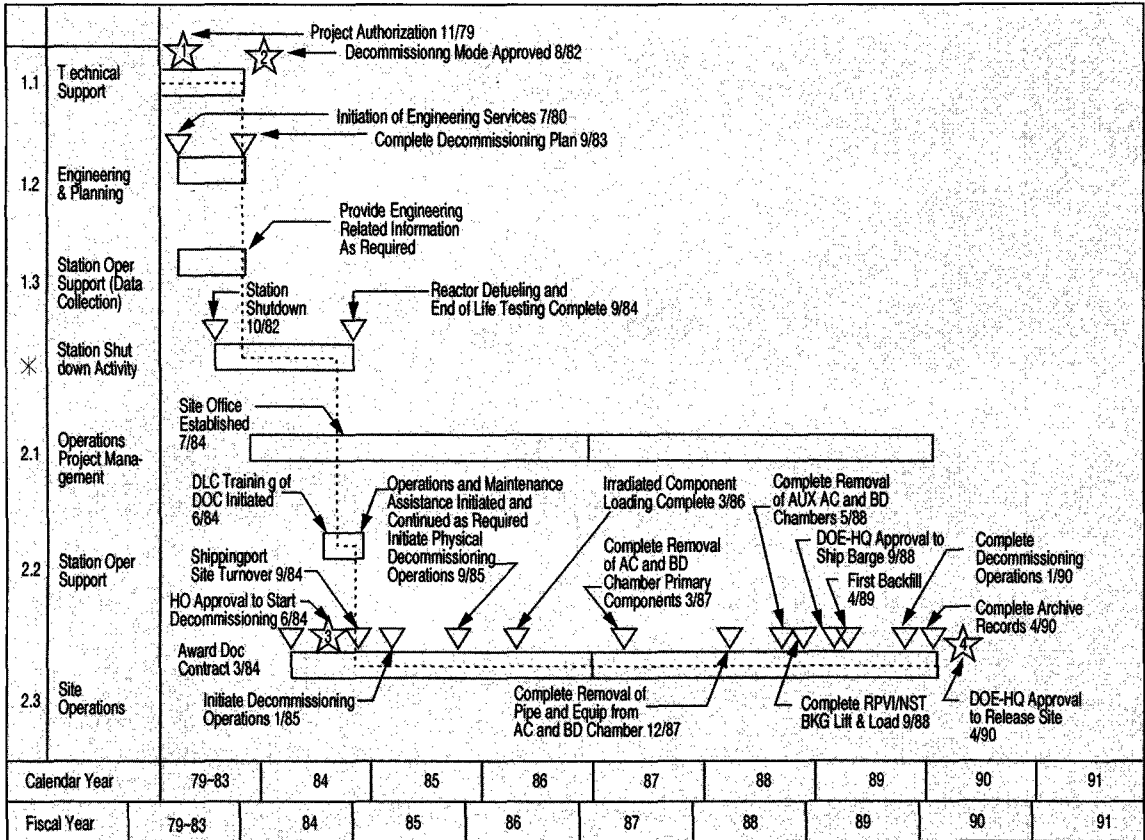 Project Authorization 11/79
1
2
Decommissionng Mode Approved 8/82
1.1
T echnical
Support
Initiation of Engineering Services 7/80
Complete Decommissioning Plan 9/83
1.2
Engineering
& Planning
Provide Engineering
Related Information
As Required
1.3
Station Oper
Support (Data
Collection)
Station
Shutdown
10/82
Reactor Defueling and
End of Life Testing Complete 9/84
Station Shut
down Activity
Site Office
Established
7/84
2.1
Operations
Project Mana-
gement
DLC Trainin g of
DOC Initiated
6/84
Operations and Maintenance
Assistance Initiated and
Continued as Required
Initiate Physical
Decommissioning
Operations 9/85
Irradiated Component
Loading Complete 3/86
Complete Removal
of AUX AC and BD
Chambers 5/88
2.2
Station Oper
Support
Shippingport
Site Turnover 9/84
Complete Removal
of AC and BD
Chamber Primary
Components 3/87
DOE-HQ Approval to
Ship Barge 9/88
First Backfill
4/89
Complete
Decommissioning
Operations 1/90
HO Approval to Start
Decommissioning 6/84
3
Complete Archive
Records 4/90
4
Award Doc
Contract 3/84
2.3
Site
Operations
Initiate Decommissioning
Operations 1/85
Complete Removal of
Pipe and Equip from
AC and BD Chamber 12/87
Complete RPVI/NST
BKG Lift & Load 9/88
DOE-HQ Approval
to Release Site
4/90
Calendar Year 79-83 84 85 86 87 88 89 90 91
Fiscal Year 79-83 84 85 86 87 88 89 90 91